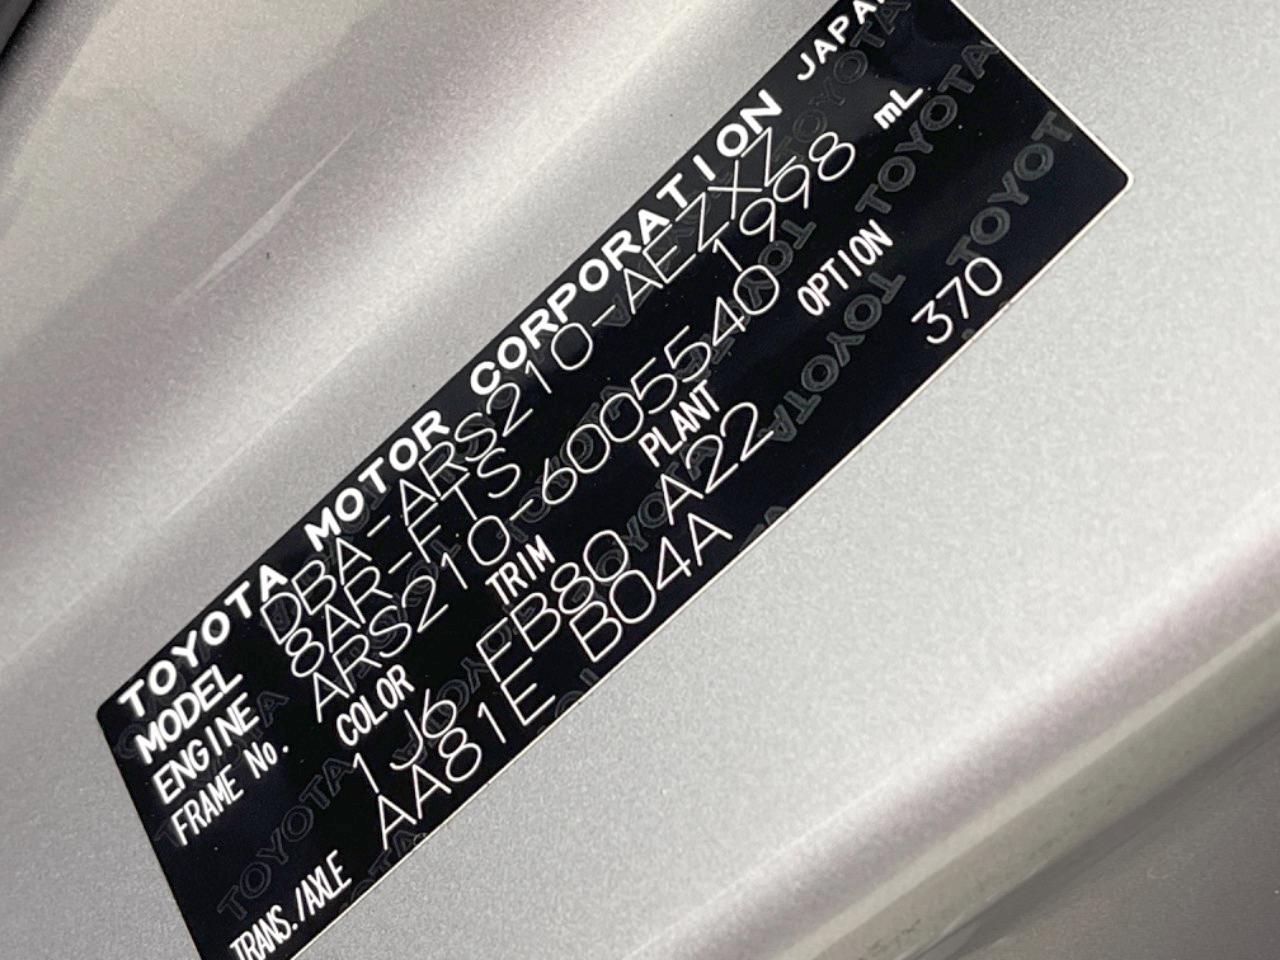 TOYOTA MOTOR CORPORATION JAPAN
MODEL DBA-ARS210-AEZXZ
ENGINE 8AR-FTS 1998 mL
FRAME No. ARS210-6005540
COLOR TRIM PLANT OPTION
1J6 FB80 A22 370
TRANS./AXLE AA81E B04A